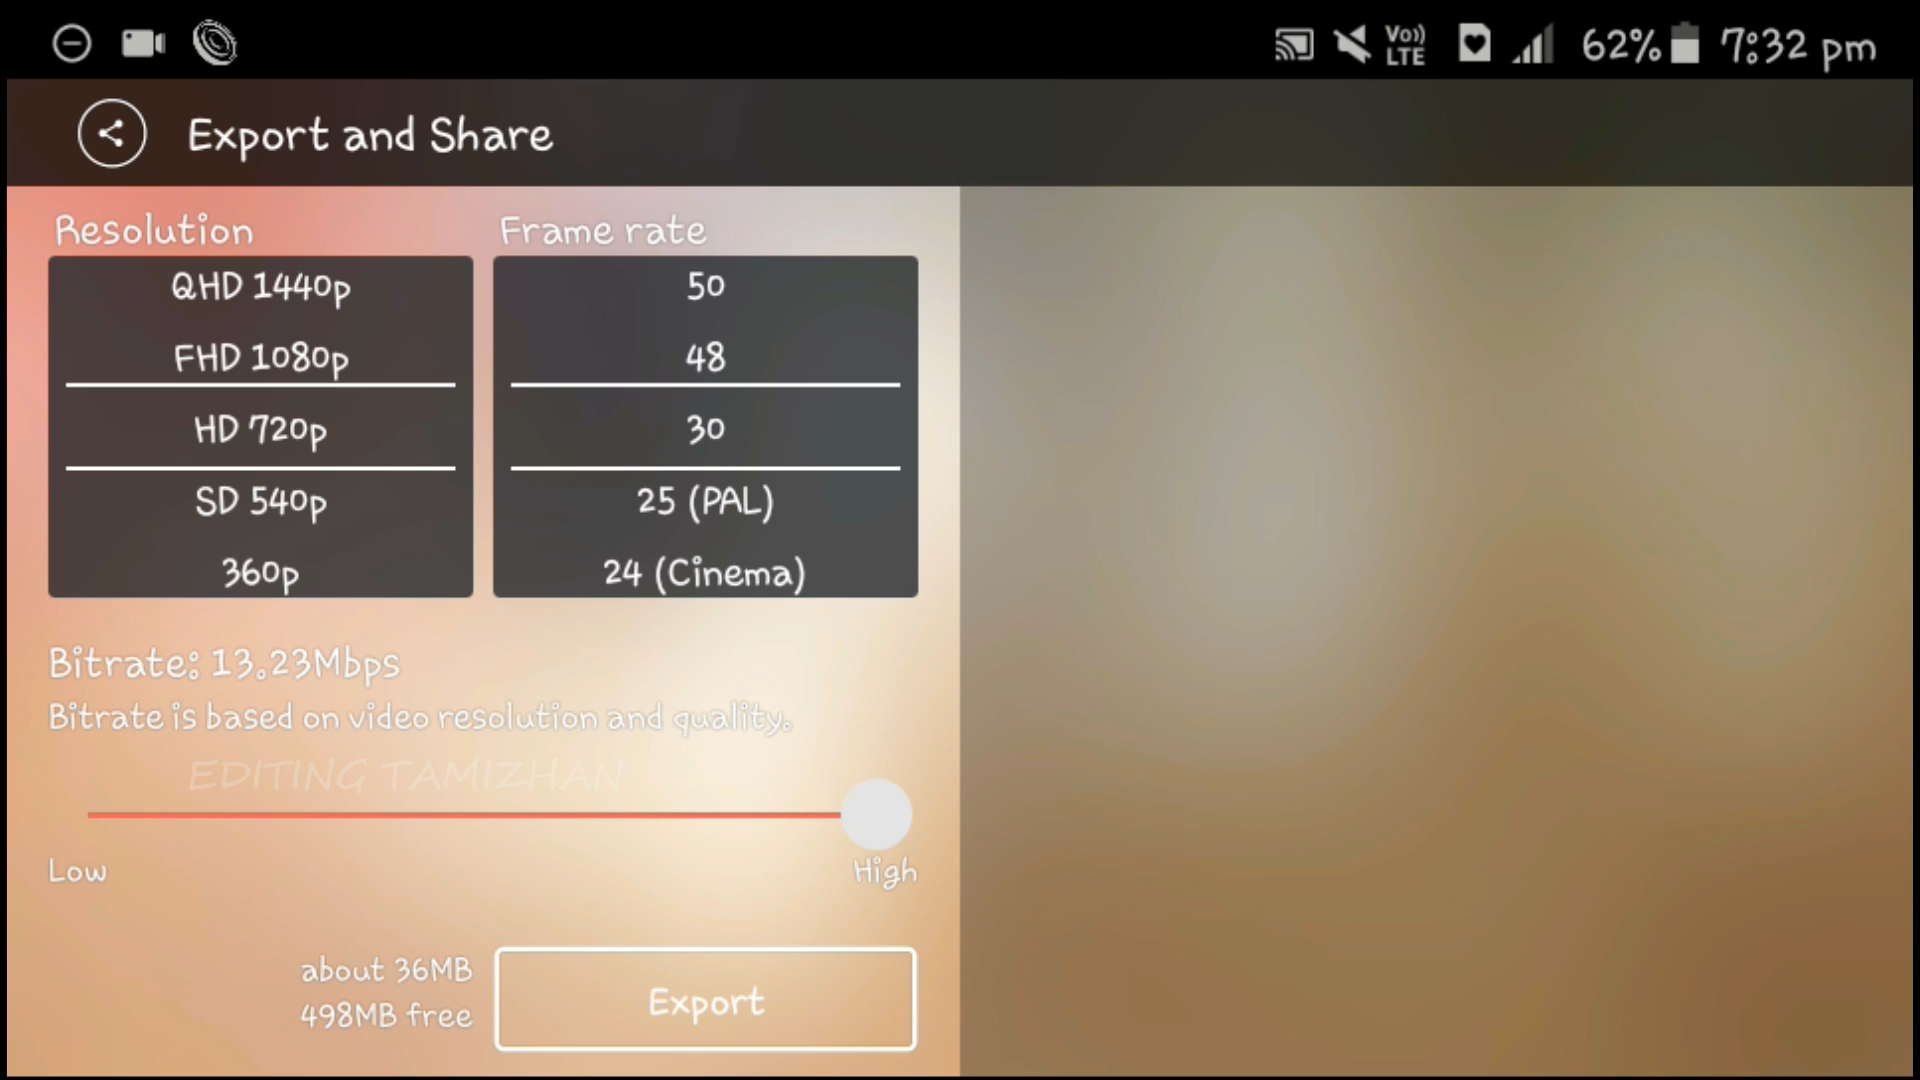 Vo)) LTE 62% 7:32 pm
Export and Share
Resolution
Frame rate
QHD 1440p
FHD 1080p
HD 720p
SD 540p
360p
50
48
30
25 (PAL)
24 (Cinema)
Bitrate: 13.23Mbps
Bitrate is based on video resolution and quality.
EDITING TAMIZHAN
Low
High
about 36MB
498MB free
Export